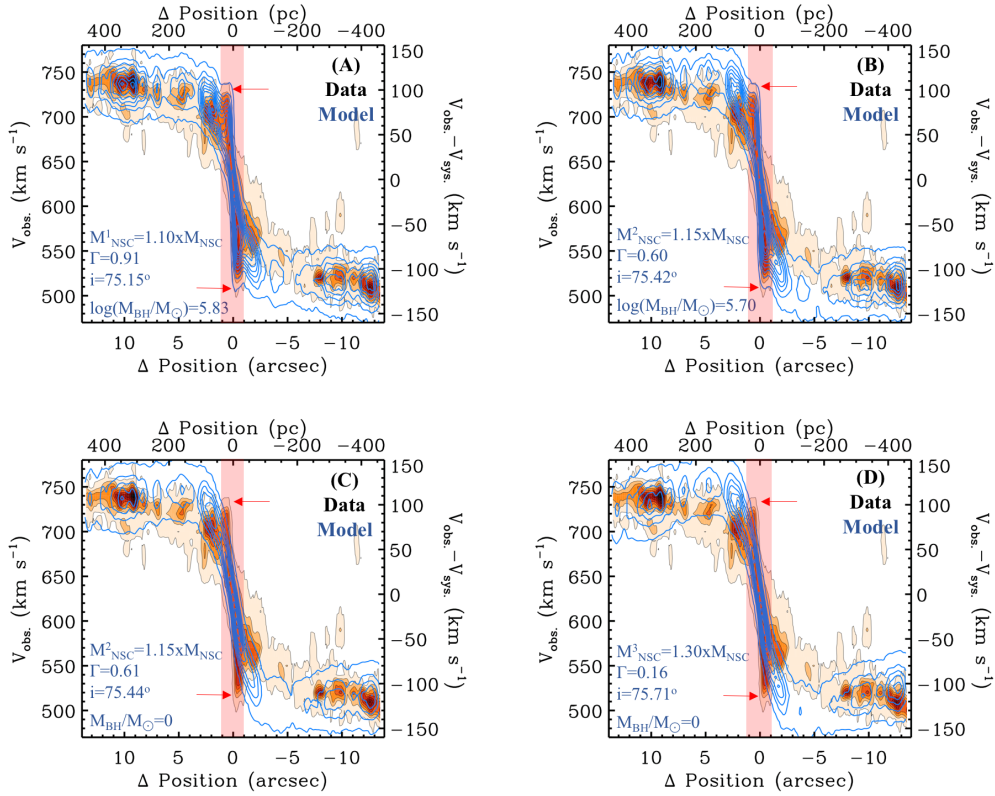 Δ Position (pc)
400 200 0 −200 −400
(A)
Data
Model
V_obs. (km s⁻¹)
750
700
650
600
550
500
V_obs.−V_sys. (km s⁻¹)
150
100
50
0
−50
−100
−150
M¹_NSC=1.10xM_NSC
Γ=0.91
i=75.15°
log(M_BH/M_⊙)=5.83
10 5 0 −5 −10
Δ Position (arcsec)
Δ Position (pc)
400 200 0 −200 −400
(B)
Data
Model
V_obs. (km s⁻¹)
750
700
650
600
550
500
V_obs.−V_sys. (km s⁻¹)
150
100
50
0
−50
−100
−150
M²_NSC=1.15xM_NSC
Γ=0.60
i=75.42°
log(M_BH/M_⊙)=5.70
10 5 0 −5 −10
Δ Position (arcsec)
Δ Position (pc)
400 200 0 −200 −400
(C)
Data
Model
V_obs. (km s⁻¹)
750
700
650
600
550
500
V_obs.−V_sys. (km s⁻¹)
150
100
50
0
−50
−100
−150
M²_NSC=1.15xM_NSC
Γ=0.61
i=75.44°
M_BH/M_⊙=0
10 5 0 −5 −10
Δ Position (arcsec)
Δ Position (pc)
400 200 0 −200 −400
(D)
Data
Model
V_obs. (km s⁻¹)
750
700
650
600
550
500
V_obs.−V_sys. (km s⁻¹)
150
100
50
0
−50
−100
−150
M³_NSC=1.30xM_NSC
Γ=0.16
i=75.71°
M_BH/M_⊙=0
10 5 0 −5 −10
Δ Position (arcsec)